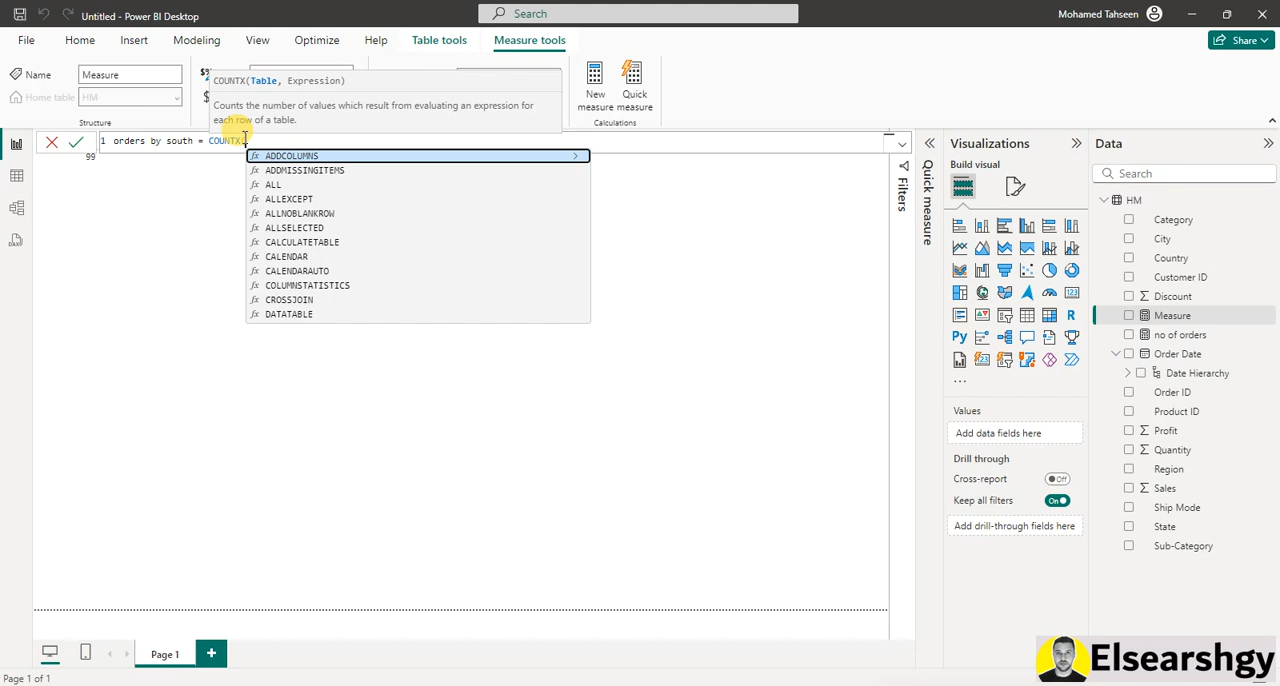 Untitled - Power BI Desktop
Search
Mohamed Tahseen
File Home Insert Modeling View Optimize Help Table tools Measure tools
Share
Name Measure
Home table HM
Structure
COUNTX(Table, Expression)
Counts the number of values which result from evaluating an expression for
each row of a table.
New
measure
Quick
measure
Calculations
1 orders by south = COUNTX(
99
ADDCOLUMNS
ADDMISSINGITEMS
ALL
ALLEXCEPT
ALLNOBLANKROW
ALLSELECTED
CALCULATETABLE
CALENDAR
CALENDARAUTO
COLUMNSTATISTICS
CROSSJOIN
DATATABLE
Filters
Quick measure
Visualizations
Build visual
123
R
Py
123
...
Values
Add data fields here
Drill through
Cross-report
Off
Keep all filters
On
Add drill-through fields here
Data
Search
HM
Category
City
Country
Customer ID
Discount
Measure
no of orders
Order Date
Date Hierarchy
Order ID
Product ID
Profit
Quantity
Region
Sales
Ship Mode
State
Sub-Category
Page 1
Page 1 of 1
Elsearshgy